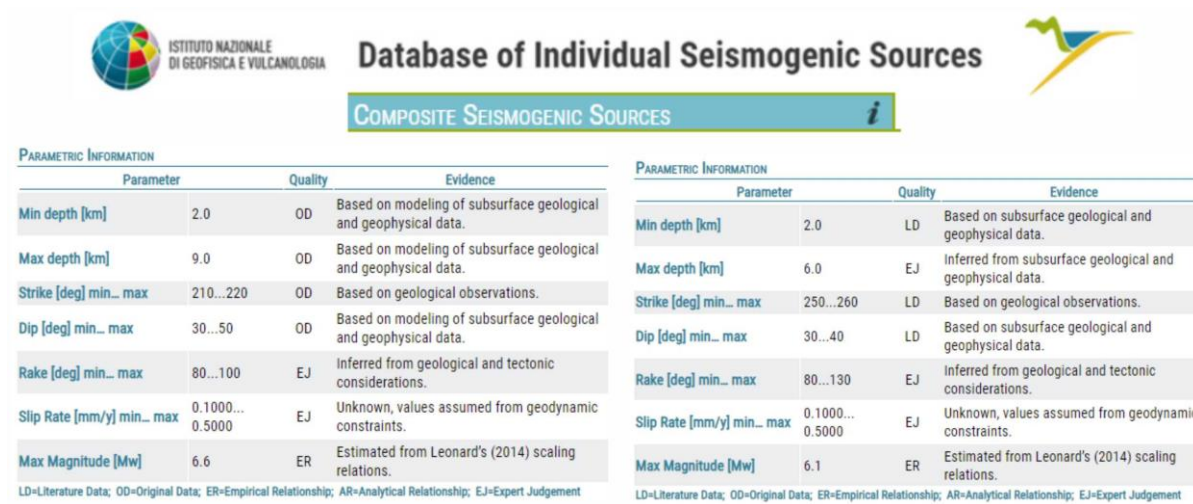 ISTITUTO NAZIONALE
DI GEOFISICA E VULCANOLOGIA
Database of Individual Seismogenic Sources
COMPOSITE SEISMOGENIC SOURCES i
PARAMETRIC INFORMATION
Parameter Quality Evidence
Min depth [km] 2.0 OD Based on modeling of subsurface geological
and geophysical data.
Max depth [km] 9.0 OD Based on modeling of subsurface geological
and geophysical data.
Strike [deg] min... max 210...220 OD Based on geological observations.
Dip [deg] min... max 30...50 OD Based on modeling of subsurface geological
and geophysical data.
Rake [deg] min... max 80...100 EJ Inferred from geological and tectonic
considerations.
Slip Rate [mm/y] min... max 0.1000...
0.5000 EJ Unknown, values assumed from geodynamic
constraints.
Max Magnitude [Mw] 6.6 ER Estimated from Leonard's (2014) scaling
relations.
LD=Literature Data; OD=Original Data; ER=Empirical Relationship; AR=Analytical Relationship; EJ=Expert Judgement
PARAMETRIC INFORMATION
Parameter Quality Evidence
Min depth [km] 2.0 LD Based on subsurface geological and
geophysical data.
Max depth [km] 6.0 EJ Inferred from subsurface geological and
geophysical data.
Strike [deg] min... max 250...260 LD Based on geological observations.
Dip [deg] min... max 30...40 LD Based on subsurface geological and
geophysical data.
Rake [deg] min... max 80...130 EJ Inferred from geological and tectonic
considerations.
Slip Rate [mm/y] min... max 0.1000...
0.5000 EJ Unknown, values assumed from geodynamic
constraints.
Max Magnitude [Mw] 6.1 ER Estimated from Leonard's (2014) scaling
relations.
LD=Literature Data; OD=Original Data; ER=Empirical Relationship; AR=Analytical Relationship; EJ=Expert Judgement